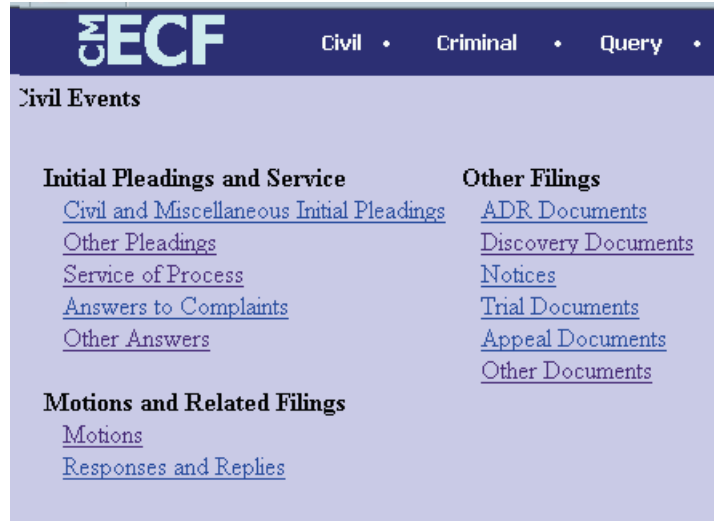 CM ECF Civil • Criminal • Query •
Civil Events
Initial Pleadings and Service
Civil and Miscellaneous Initial Pleadings
Other Pleadings
Service of Process
Answers to Complaints
Other Answers
Motions and Related Filings
Motions
Responses and Replies
Other Filings
ADR Documents
Discovery Documents
Notices
Trial Documents
Appeal Documents
Other Documents